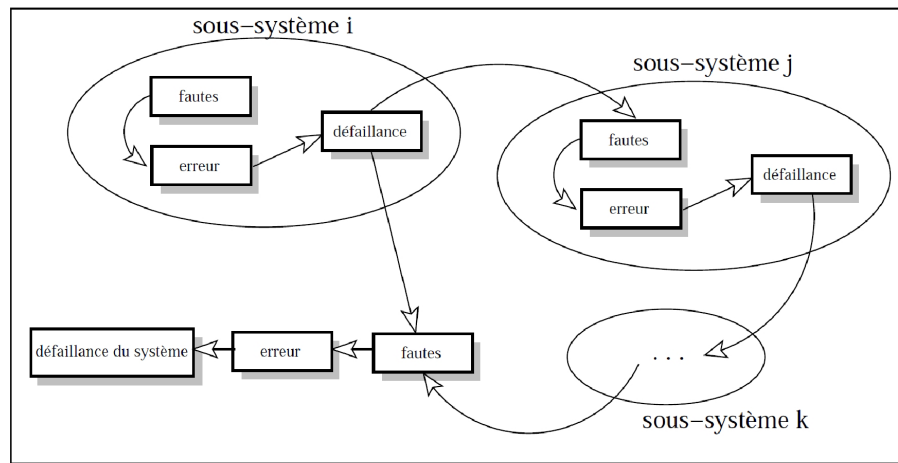 sous–système i
fautes
erreur
défaillance
sous–système j
fautes
erreur
défaillance
défaillance du système
erreur
fautes
. . .
sous–système k